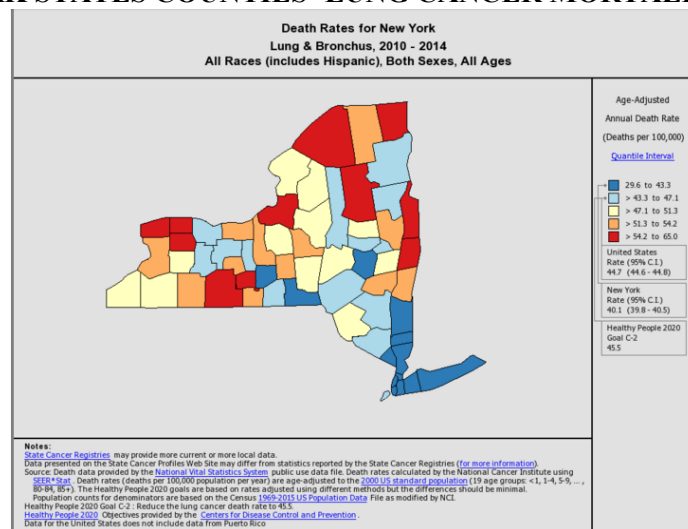 STATES COUNTIES LUNG CANCER
Death Rates for New York
Lung & Bronchus, 2010 - 2014
All Races (includes Hispanic), Both Sexes, All Ages
Age-Adjusted
Annual Death Rate
(Deaths per 100,000)
Quantile Interval
29.6 to 43.3
> 43.3 to 47.1
> 47.1 to 51.3
> 51.3 to 54.2
> 54.2 to 65.0
United States
Rate (95% C.I.)
44.7 (44.6 - 44.8)
New York
Rate (95% C.I.)
40.1 (39.8 - 40.5)
Healthy People 2020
Goal C-2
45.5
Notes:
State Cancer Registries may provide more current or more local data.
Data presented on the State Cancer Profiles Web Site may differ from statistics reported by the State Cancer Registries (for more information).
Source: Death data provided by the National Vital Statistics System public use data file. Death rates calculated by the National Cancer Institute using
SEER*Stat . Death rates (deaths per 100,000 population per year) are age-adjusted to the 2000 US standard population (19 age groups: <1, 1-4, 5-9, ... ,
80-84, 85+). The Healthy People 2020 goals are based on rates adjusted using different methods but the differences should be minimal.
Population counts for denominators are based on the Census 1969-2015 US Population Data File as modified by NCI.
Healthy People 2020 Goal C-2 : Reduce the lung cancer death rate to 45.5.
Healthy People 2020 Objectives provided by the Centers for Disease Control and Prevention .
Data for the United States does not include data from Puerto Rico